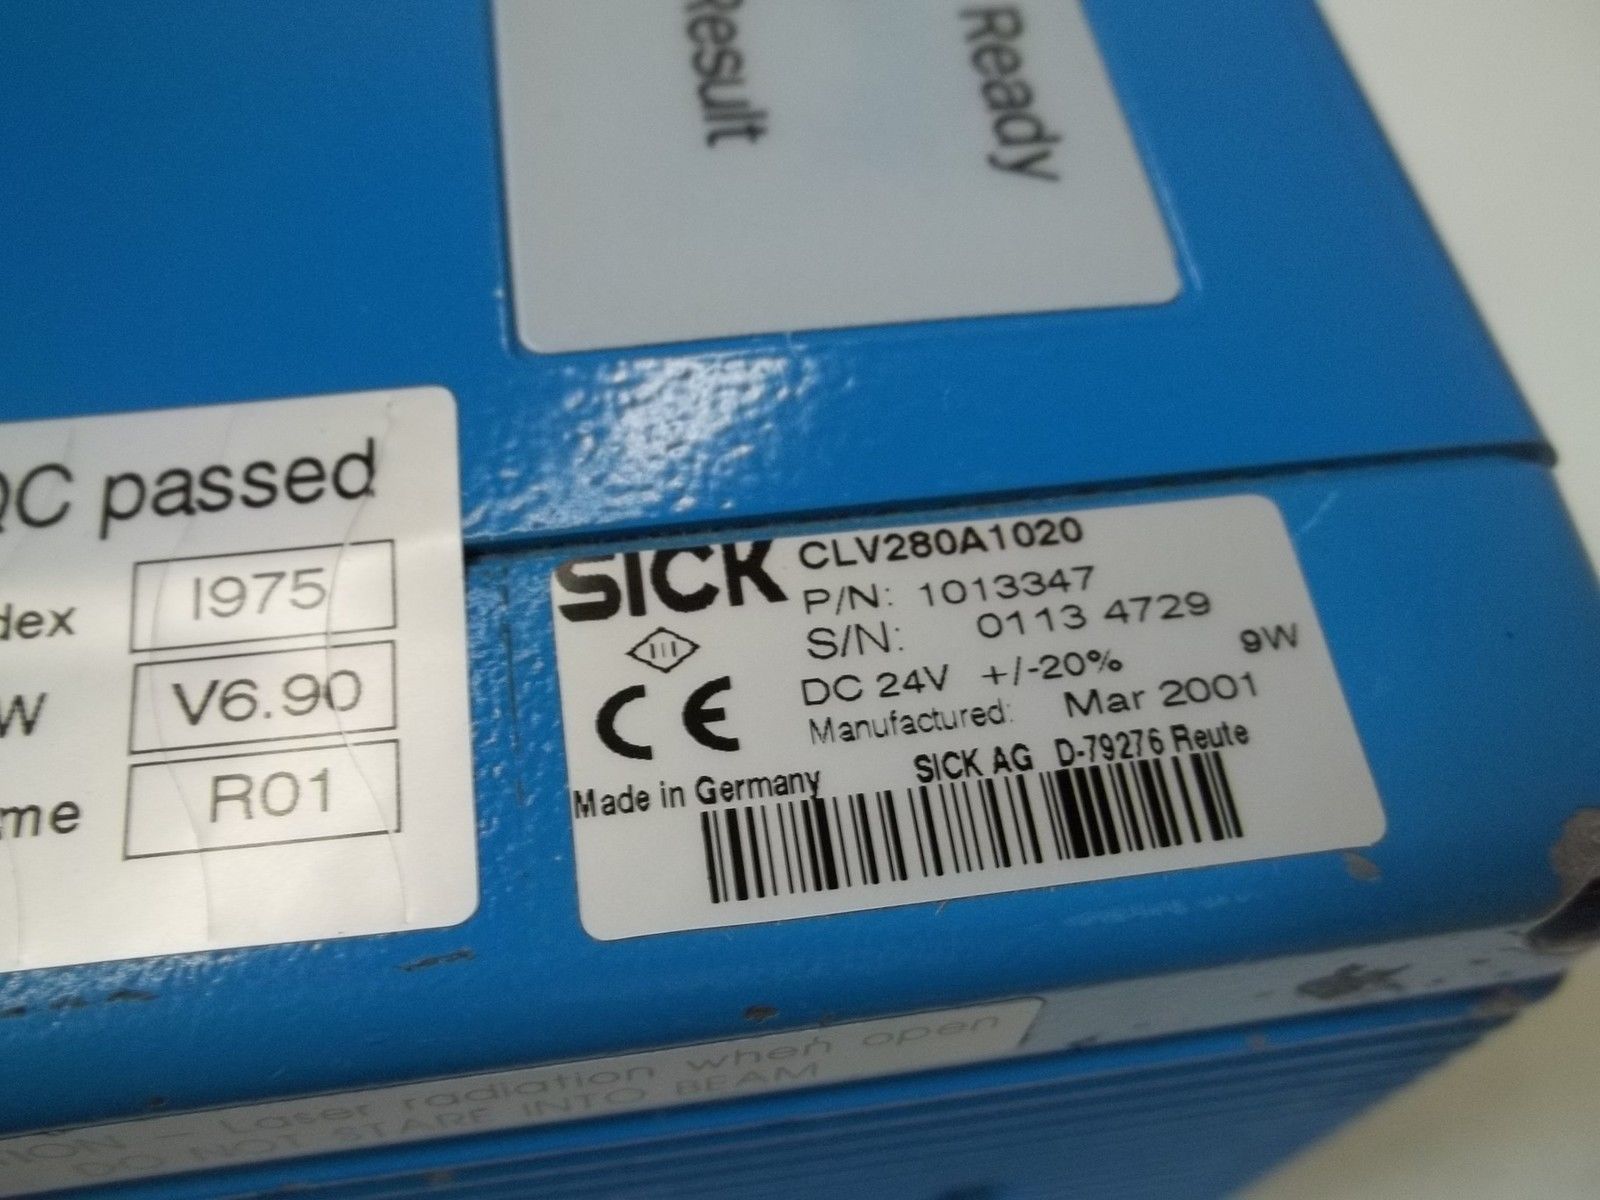 Result
Ready
QC passed
dex I975
W V6.90
me R01
SICK CLV280A1020
P/N: 1013347
S/N: 0113 4729
DC 24V +/-20% 9W
Manufactured: Mar 2001
CE
Made in Germany SICK AG D-79276 Reute
TION - Laser radiation when open
DO NOT STARE INTO BEAM